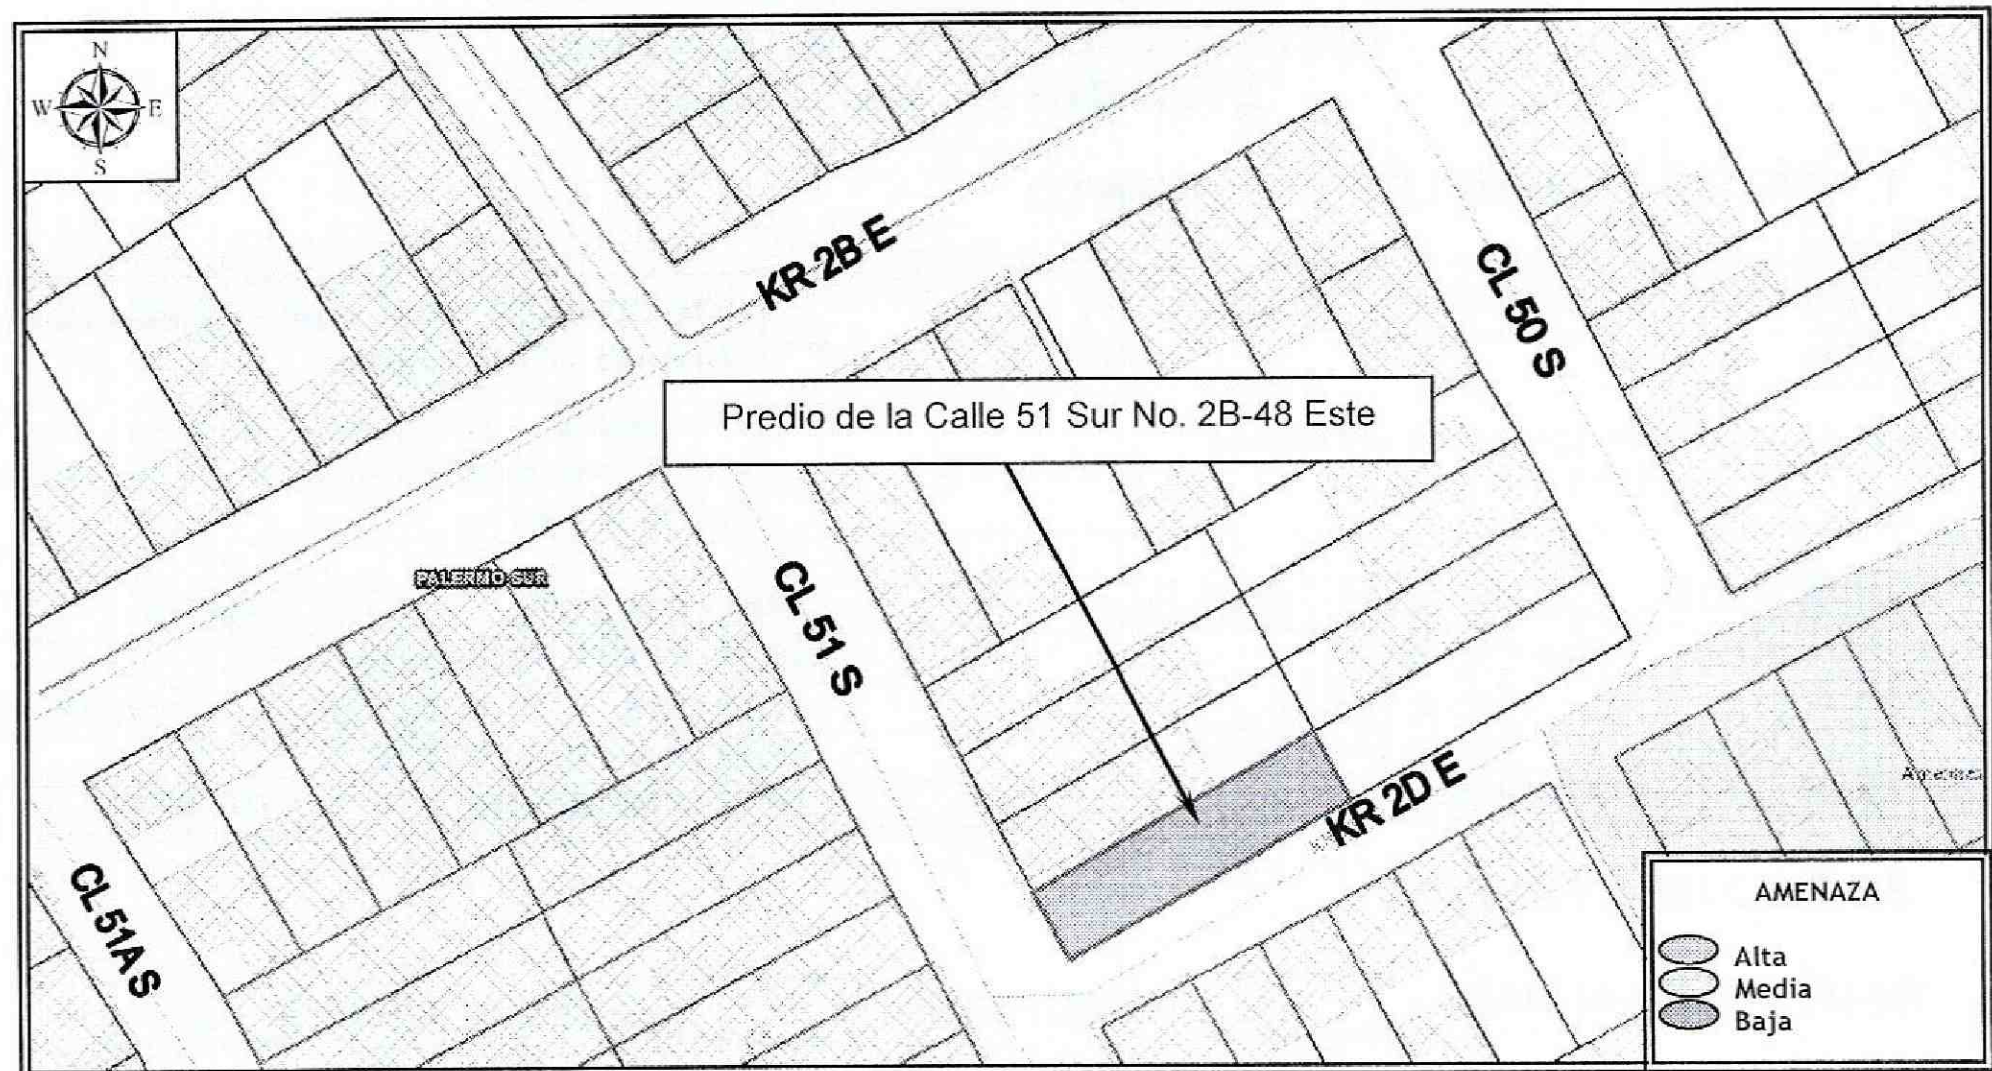 N
W E
S
KR 2B E
CL 50 S
Predio de la Calle 51 Sur No. 2B-48 Este
PALERMO SUR
CL 51 S
KR 2D E
CL 51A S
AMENAZA
Alta
Media
Baja